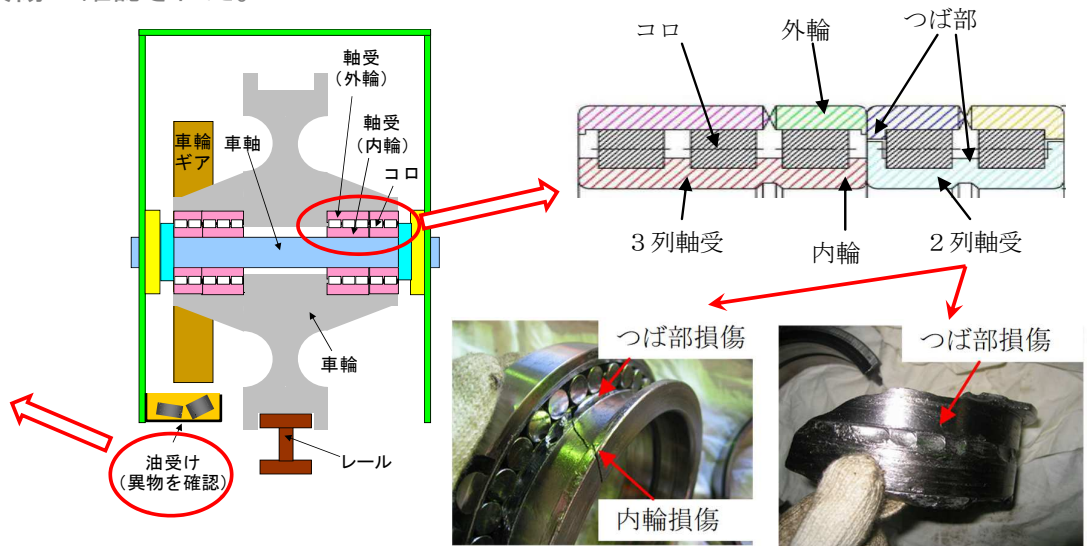 軸受
(外輪)
軸受
(内輪)
コロ
車輪
ギア
車軸
車輪
レール
油受け
(異物を確認)
コロ
外輪
つば部
3列軸受
内輪
2列軸受
つば部損傷
内輪損傷
つば部損傷